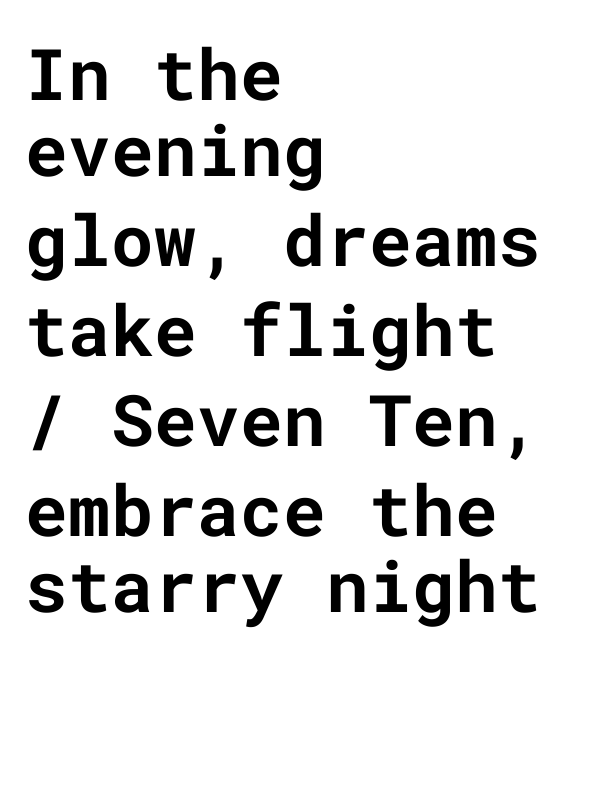 In the
evening
glow, dreams
take flight
/ Seven Ten,
embrace the
starry night